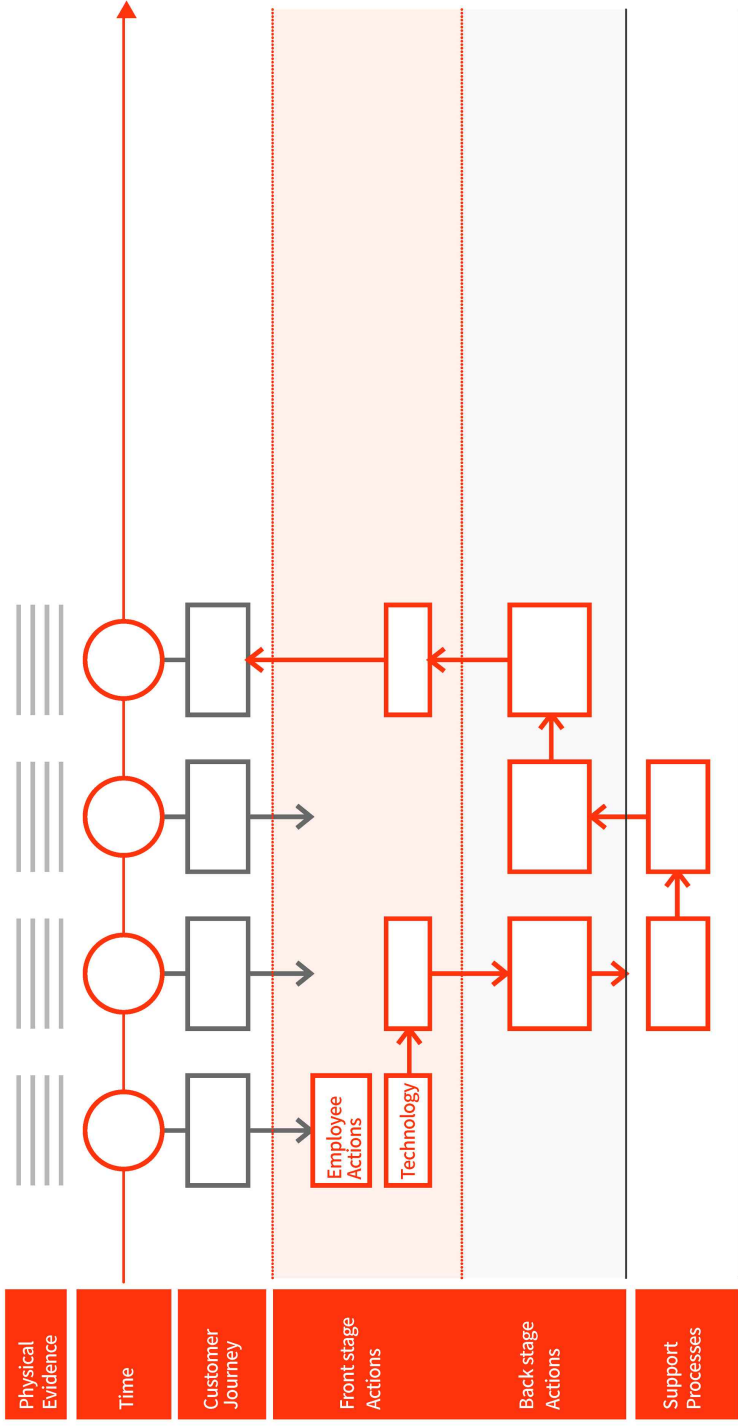 Physical
Evidence
Time
Customer
Journey
Front stage
Actions
Employee
Actions
Technology
Back stage
Actions
Support
Processes